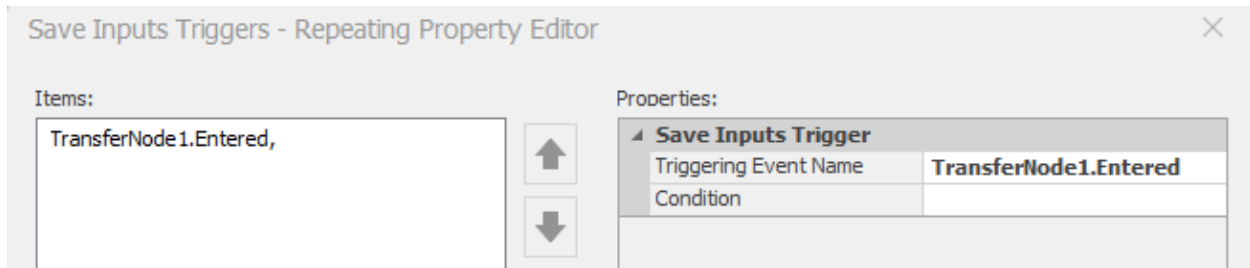 Save Inputs Triggers - Repeating Property Editor
Items:
Properties:
TransferNode1.Entered,
Save Inputs Trigger
Triggering Event Name TransferNode1.Entered
Condition